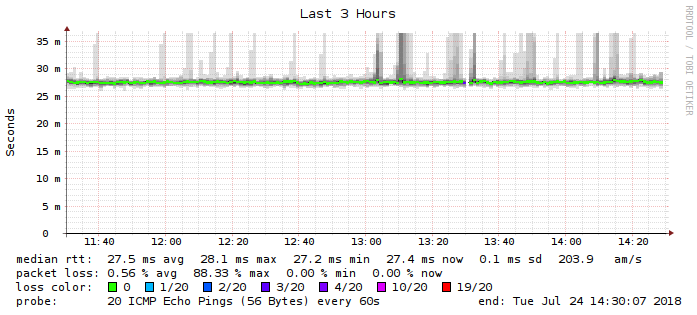 Last 3 Hours
RRDTOOL / TOBI OETIKER
Seconds
35 m
30 m
25 m
20 m
15 m
10 m
5 m
0
11:40 12:00 12:20 12:40 13:00 13:20 13:40 14:00 14:20
median rtt: 27.5 ms avg 28.1 ms max 27.2 ms min 27.4 ms now 0.1 ms sd 203.9 am/s
packet loss: 0.56 % avg 88.33 % max 0.00 % min 0.00 % now
loss color: 0 1/20 2/20 3/20 4/20 10/20 19/20
probe: 20 ICMP Echo Pings (56 Bytes) every 60s end: Tue Jul 24 14:30:07 2018